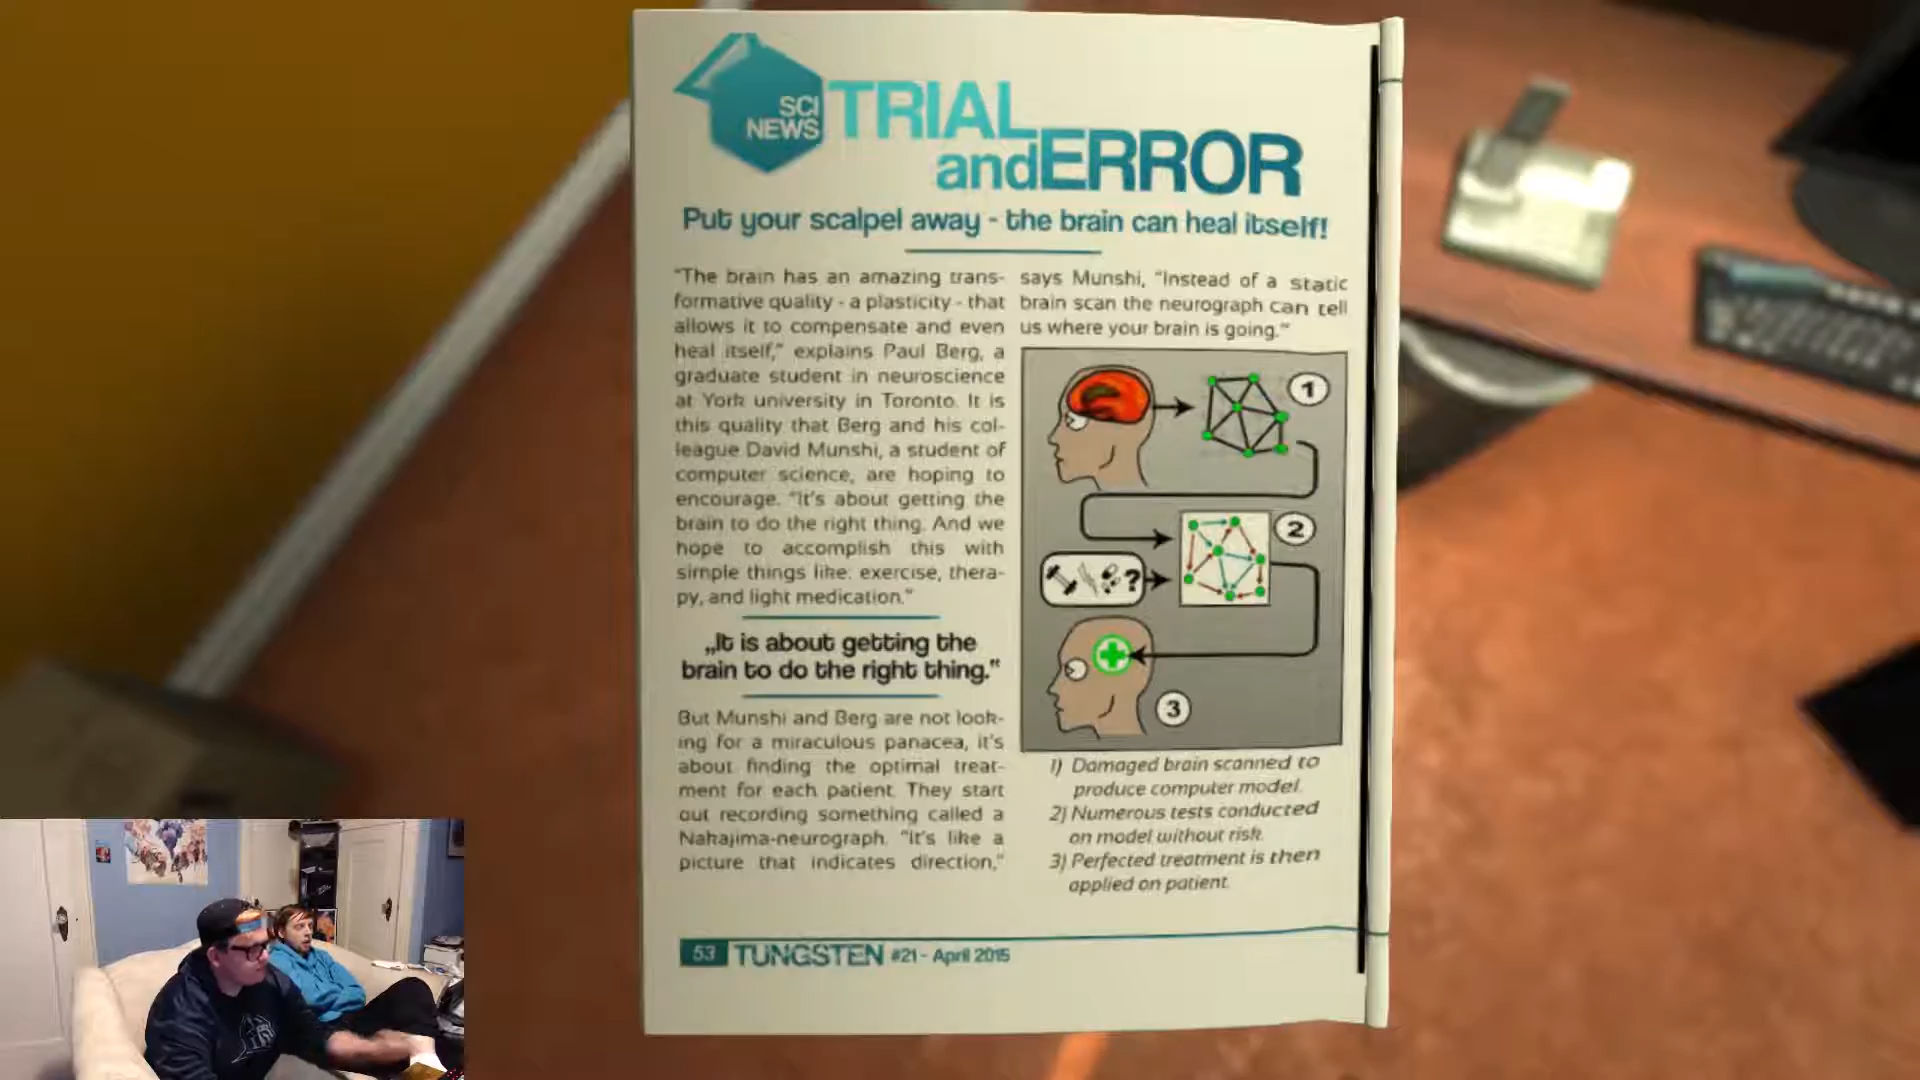 SCI
NEWS
TRIAL
andERROR
Put your scalpel away - the brain can heal itself!
"The brain has an amazing trans-
formative quality - a plasticity - that
allows it to compensate and even
heal itself," explains Paul Berg, a
graduate student in neuroscience
at York university in Toronto. It is
this quality that Berg and his col-
league David Munshi, a student of
computer science, are hoping to
encourage. "It's about getting the
brain to do the right thing. And we
hope to accomplish this with
simple things like: exercise, thera-
py, and light medication."
„It is about getting the
brain to do the right thing."
But Munshi and Berg are not look-
ing for a miraculous panacea, it's
about finding the optimal treat-
ment for each patient. They start
out recording something called a
Nakajima-neurograph. "It's like a
picture that indicates direction,"
says Munshi, "Instead of a static
brain scan the neurograph can tell
us where your brain is going."
1
2
?
3
1) Damaged brain scanned to
produce computer model.
2) Numerous tests conducted
on model without risk.
3) Perfected treatment is then
applied on patient.
53 TUNGSTEN #21 - April 2015